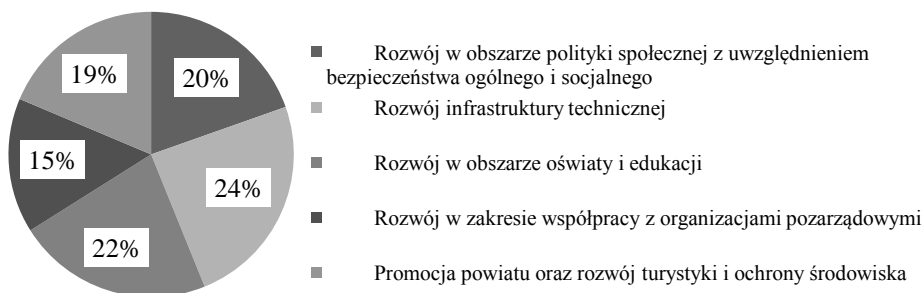 19%
20%
15%
24%
22%
Rozwój w obszarze polityki społecznej z uwzględnieniem
bezpieczeństwa ogólnego i socjalnego
Rozwój infrastruktury technicznej
Rozwój w obszarze oświaty i edukacji
Rozwój w zakresie współpracy z organizacjami pozarządowymi
Promocja powiatu oraz rozwój turystyki i ochrony środowiska